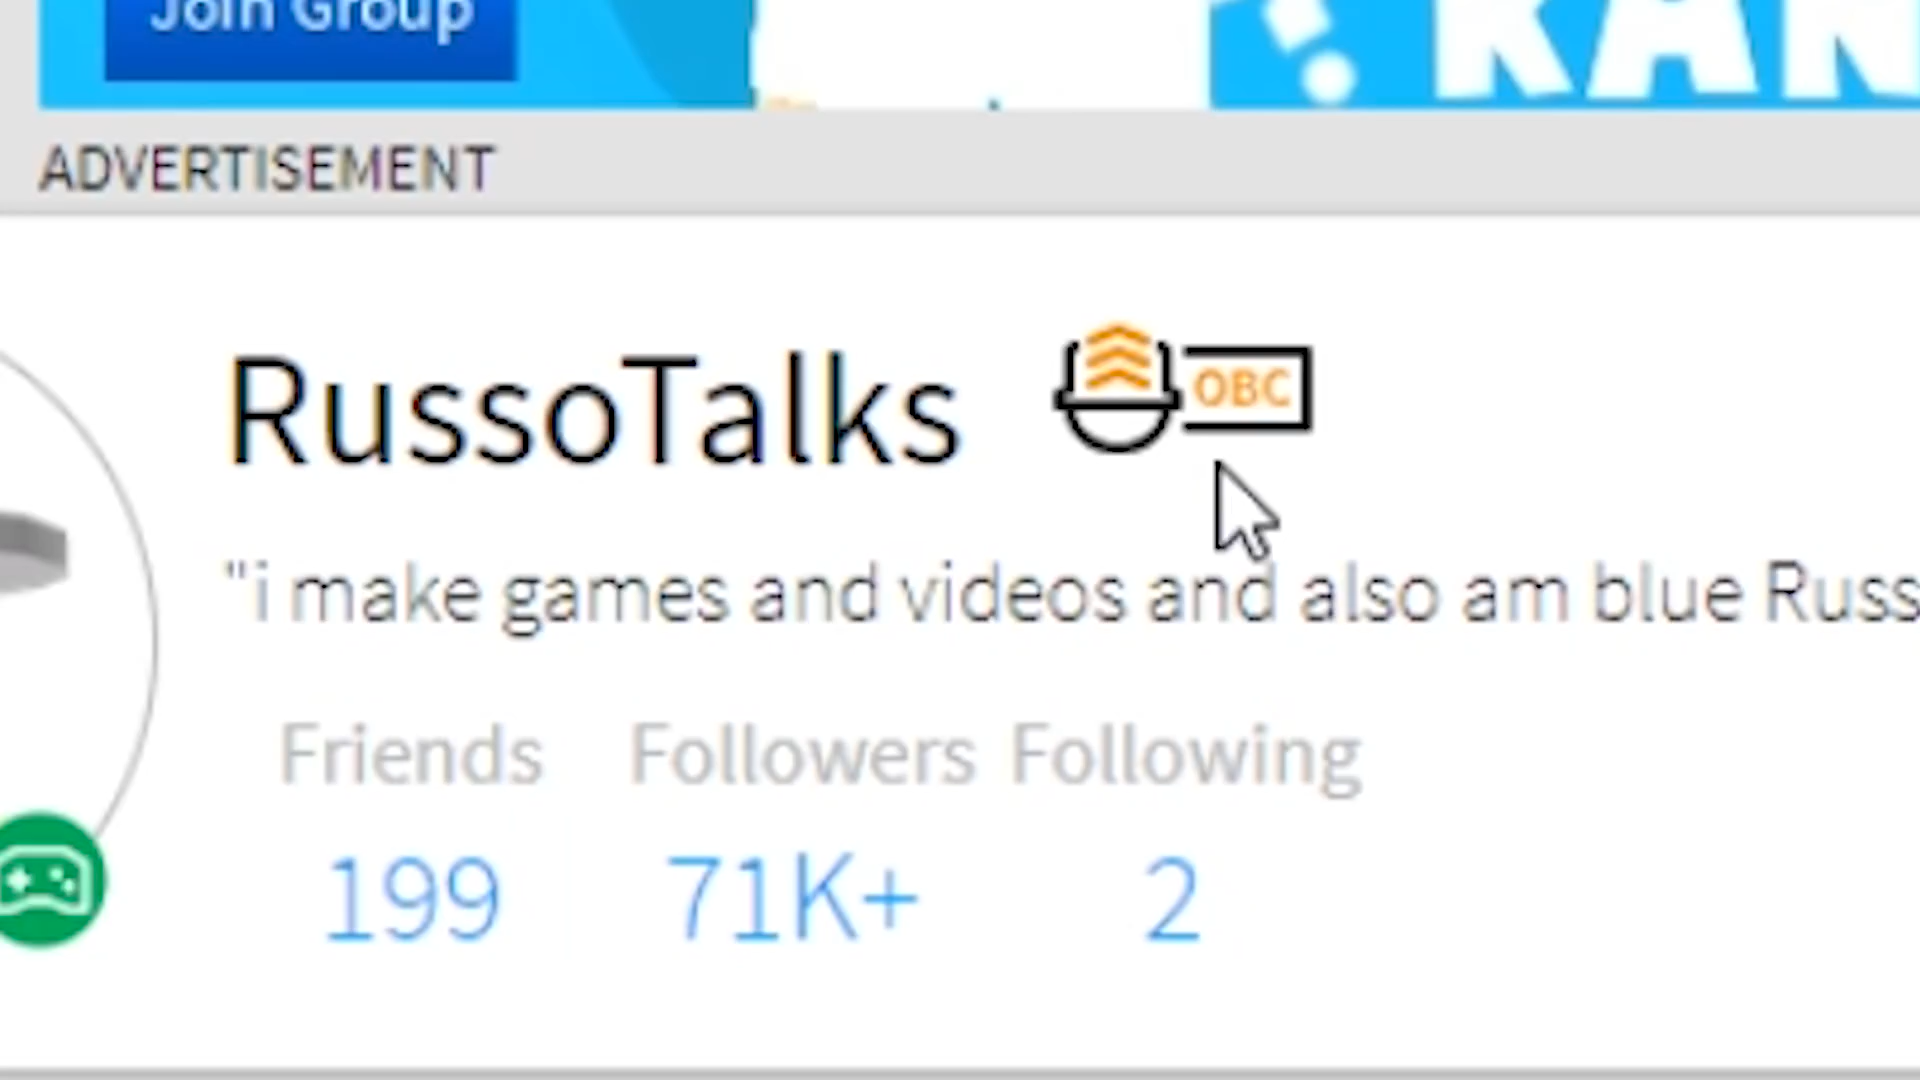 Join Group
ADVERTISEMENT
RussoTalks OBC
"i make games and videos and also am blue Russ
Friends Followers Following
199 71K+ 2